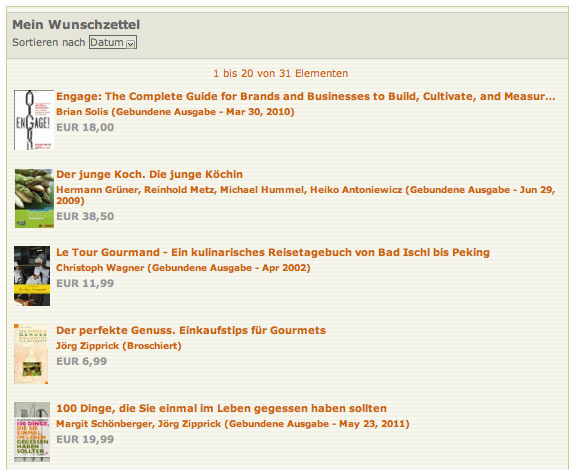 Mein Wunschzettel
Sortieren nach Datum
1 bis 20 von 31 Elementen
Engage: The Complete Guide for Brands and Businesses to Build, Cultivate, and Measur...
Brian Solis (Gebundene Ausgabe - Mar 30, 2010)
EUR 18,00
ENGAGE!
Der junge Koch. Die junge Köchin
Hermann Grüner, Reinhold Metz, Michael Hummel, Heiko Antoniewicz (Gebundene Ausgabe - Jun 29,
2009)
EUR 38,50
Le Tour Gourmand - Ein kulinarisches Reisetagebuch von Bad Ischl bis Peking
Christoph Wagner (Gebundene Ausgabe - Apr 2002)
EUR 11,99
Der perfekte Genuss. Einkaufstips für Gourmets
Jörg Zipprick (Broschiert)
EUR 6,99
GENUSS
100 Dinge, die Sie einmal im Leben gegessen haben sollten
Margit Schönberger, Jörg Zipprick (Gebundene Ausgabe - May 23, 2011)
EUR 19,99
100 DINGE,
DIE SIE
EINMAL IM
LEBEN
GEGESSEN
HABEN
SOLLTEN